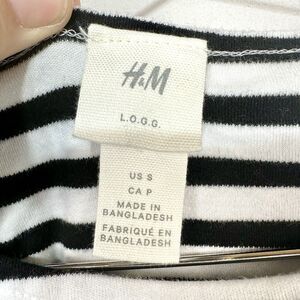 H&M
L.O.G.G.
US S
CA P
MADE IN
BANGLADESH
FABRIQUÉ EN
BANGLADESH